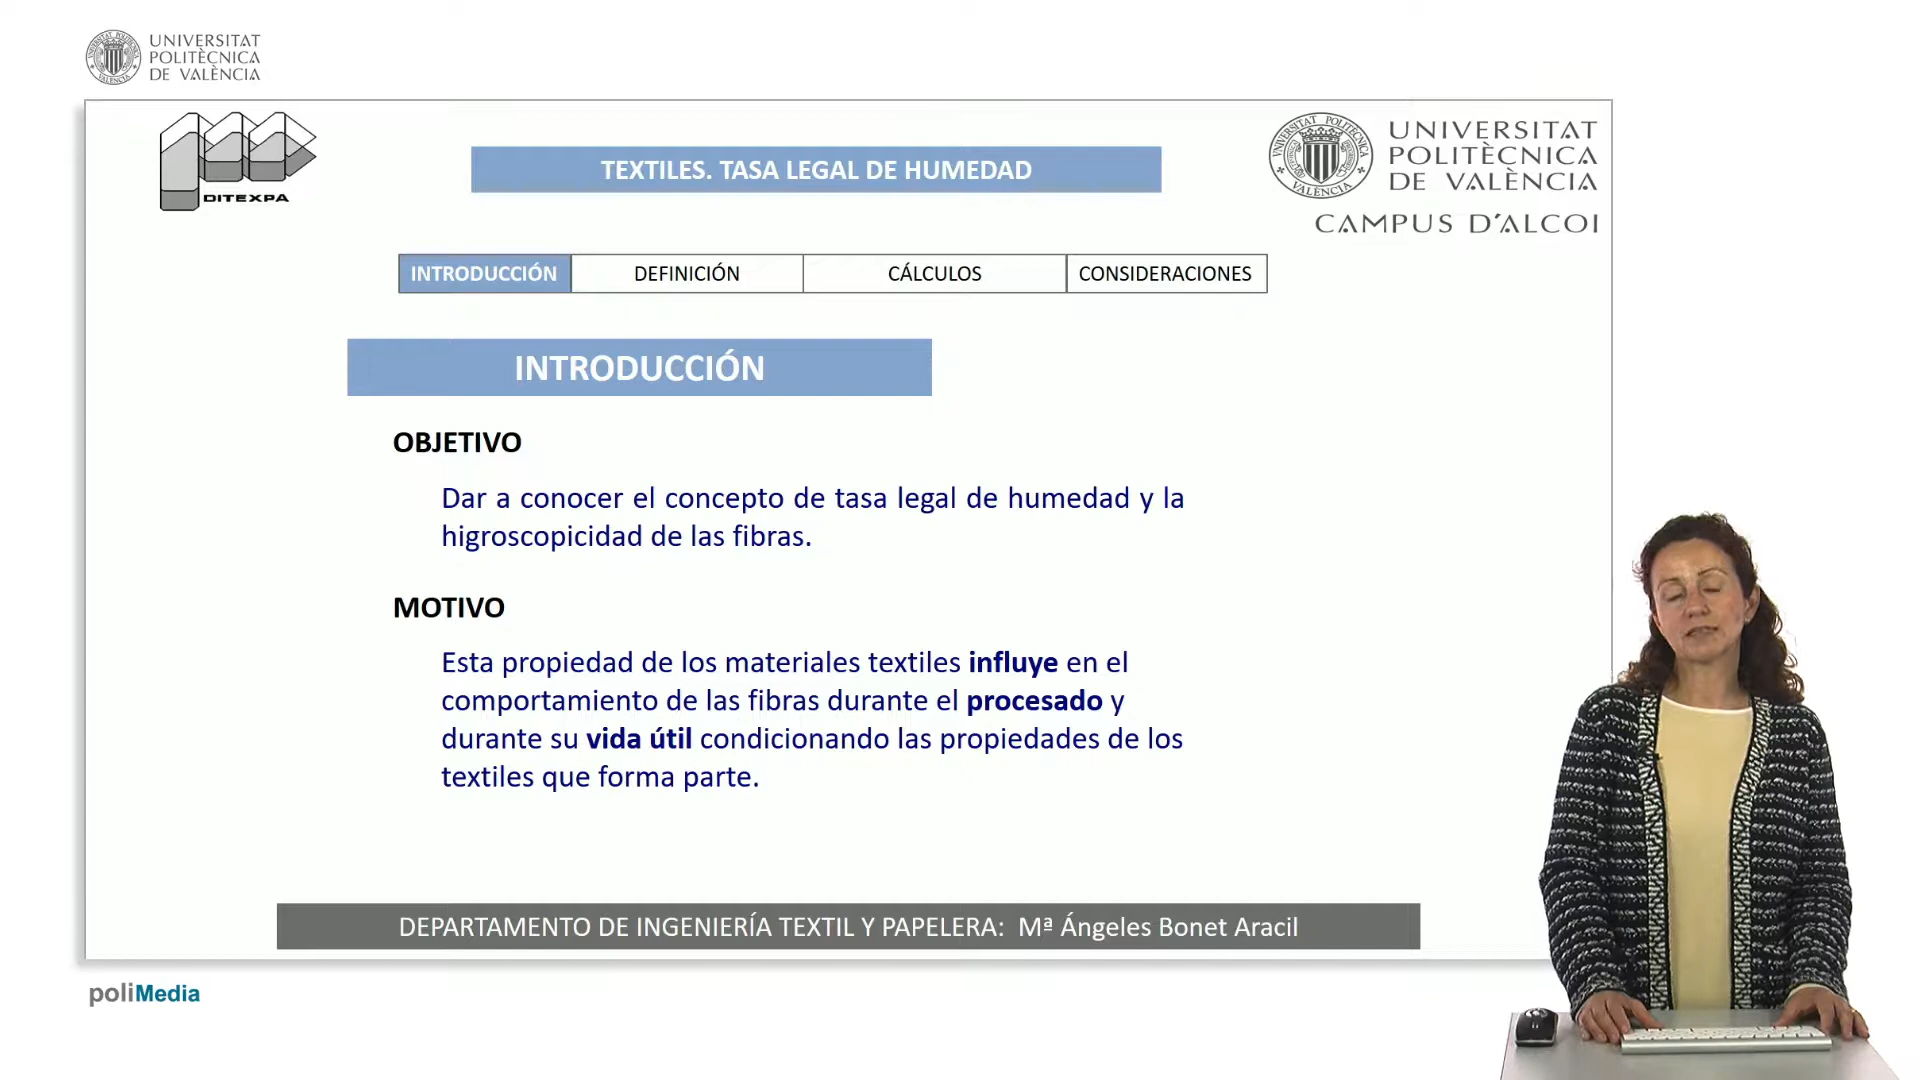 UNIVERSITAT
POLITÈCNICA
DE VALÈNCIA
DITEXPA
TEXTILES. TASA LEGAL DE HUMEDAD
UNIVERSITAT
POLITÈCNICA
DE VALÈNCIA
CAMPUS D'ALCOI
INTRODUCCIÓN DEFINICIÓN CÁLCULOS CONSIDERACIONES
INTRODUCCIÓN
OBJETIVO
Dar a conocer el concepto de tasa legal de humedad y la
higroscopicidad de las fibras.
MOTIVO
Esta propiedad de los materiales textiles influye en el
comportamiento de las fibras durante el procesado y
durante su vida útil condicionando las propiedades de los
textiles que forma parte.
DEPARTAMENTO DE INGENIERÍA TEXTIL Y PAPELERA: Mª Ángeles Bonet Aracil
poliMedia